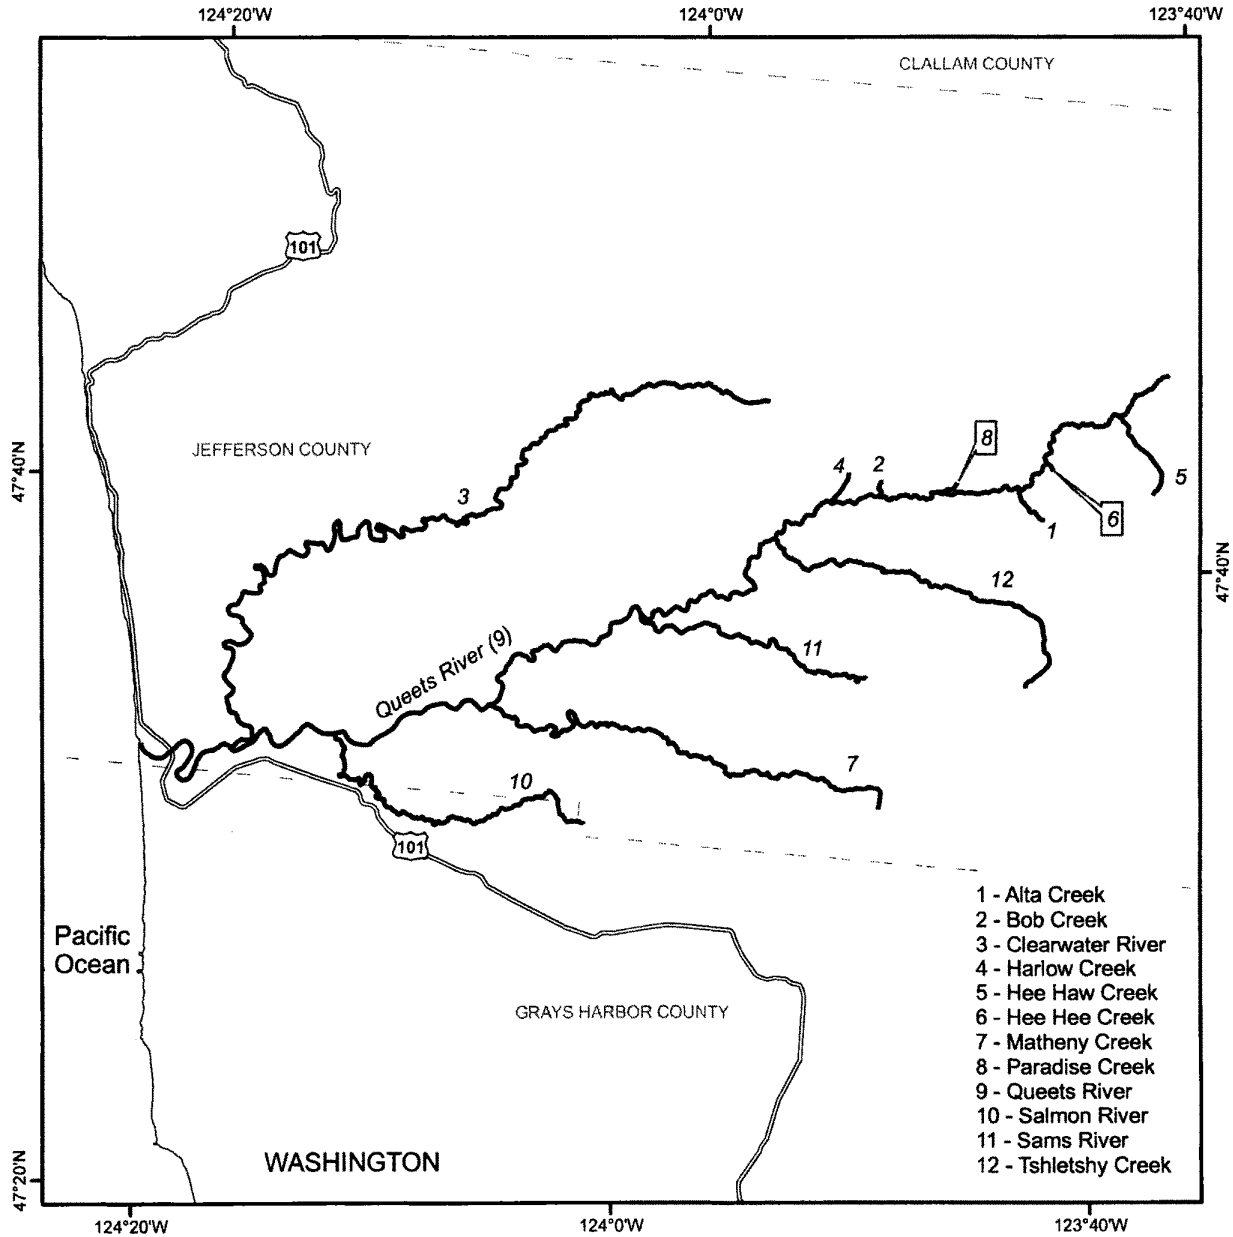 124°20'W
124°0'W
123°40'W
CLALLAM COUNTY
101
JEFFERSON COUNTY
47°40'N
3
4
2
8
5
6
1
47°40'N
12
Queets River (9)
11
7
10
101
Pacific
Ocean
GRAYS HARBOR COUNTY
WASHINGTON
1 - Alta Creek
2 - Bob Creek
3 - Clearwater River
4 - Harlow Creek
5 - Hee Haw Creek
6 - Hee Hee Creek
7 - Matheny Creek
8 - Paradise Creek
9 - Queets River
10 - Salmon River
11 - Sams River
12 - Tshletshy Creek
47°20'N
124°20'W
124°0'W
123°40'W